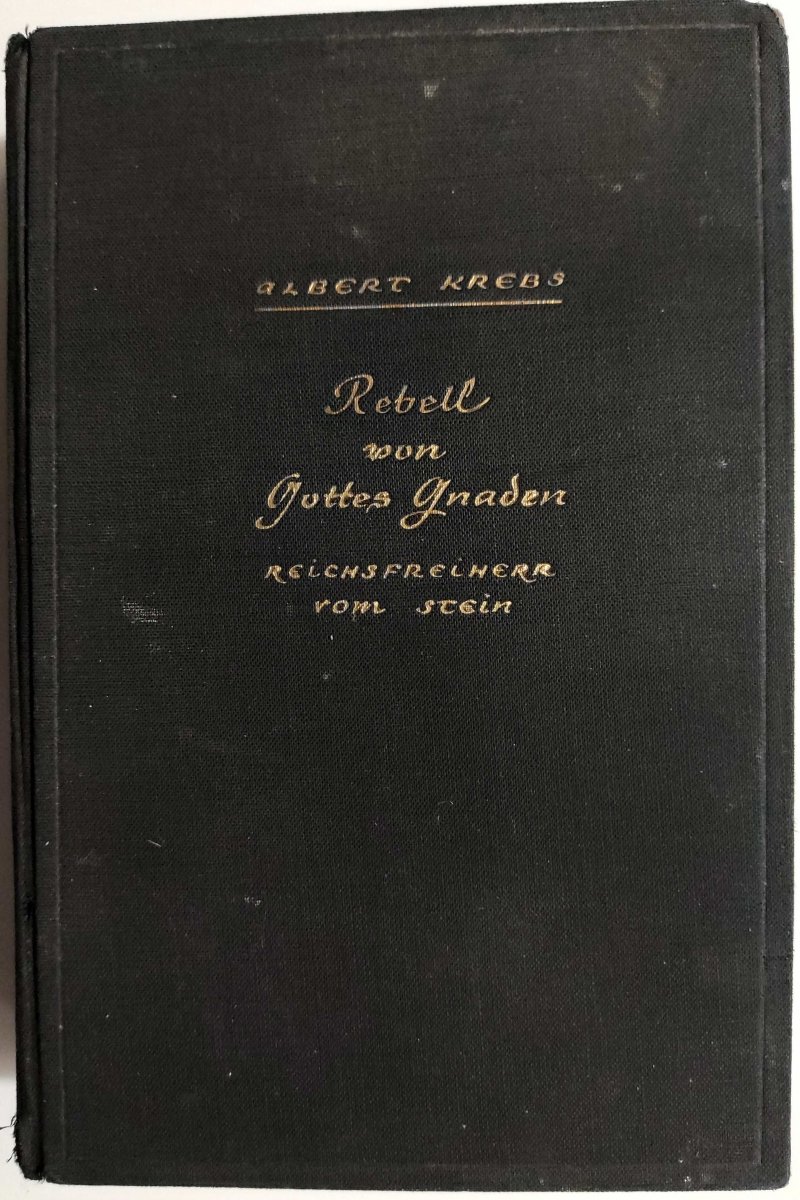 ALBERT KREBS
Rebell
von
Gottes Gnaden
REICHSFREIHERR
vom STEIN